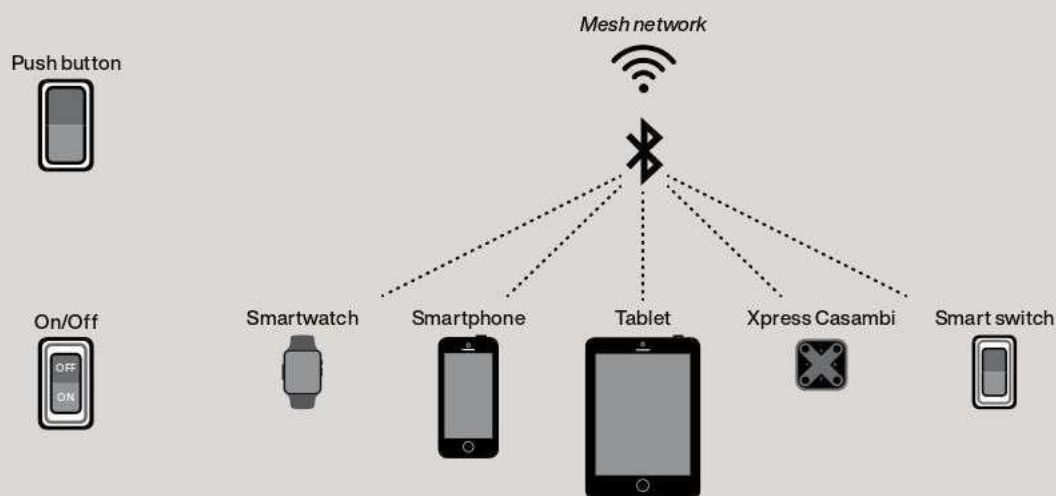 Mesh network
Push button
On/Off
OFF
ON
Smartwatch
Smartphone
Tablet
Xpress Casambi
Smart switch